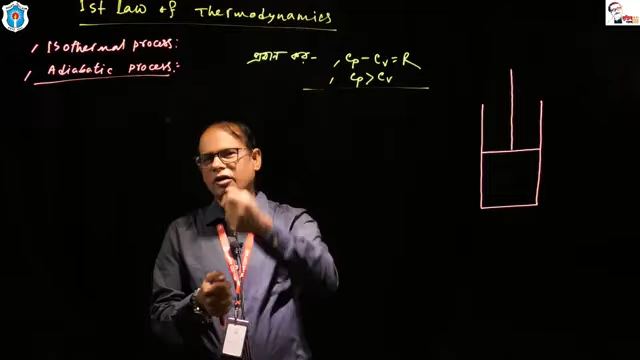 1st Law of Thermodynamics
, Isothermal process:
, Adiabatic process:
প্রমাণ কর- , Cp - Cv = R
, Cp > Cv